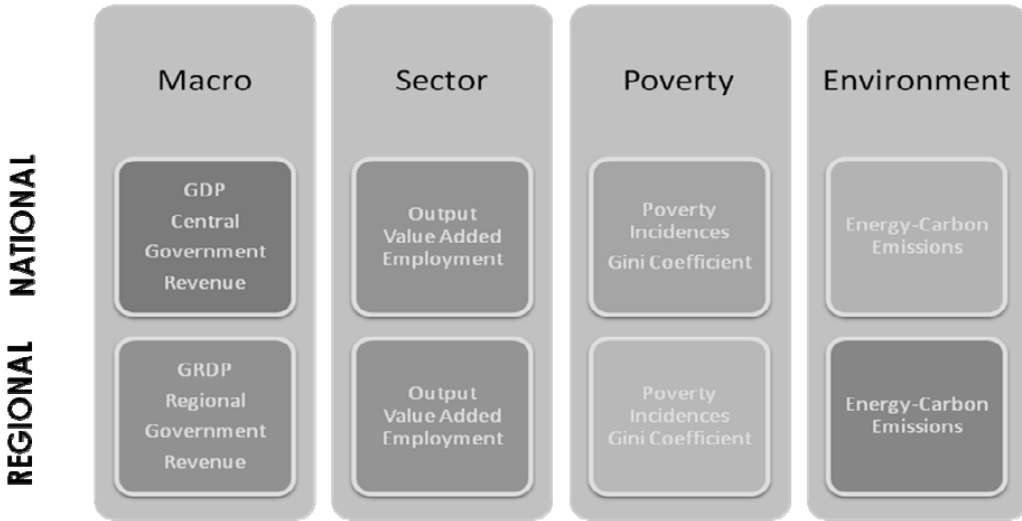 Macro
Sector
Poverty
Environment
NATIONAL
GDP
Central
Government
Revenue
Output
Value Added
Employment
Poverty
Incidences
Gini Coefficient
Energy-Carbon
Emissions
REGIONAL
GRDP
Regional
Government
Revenue
Output
Value Added
Employment
Poverty
Incidences
Gini Coefficient
Energy-Carbon
Emissions